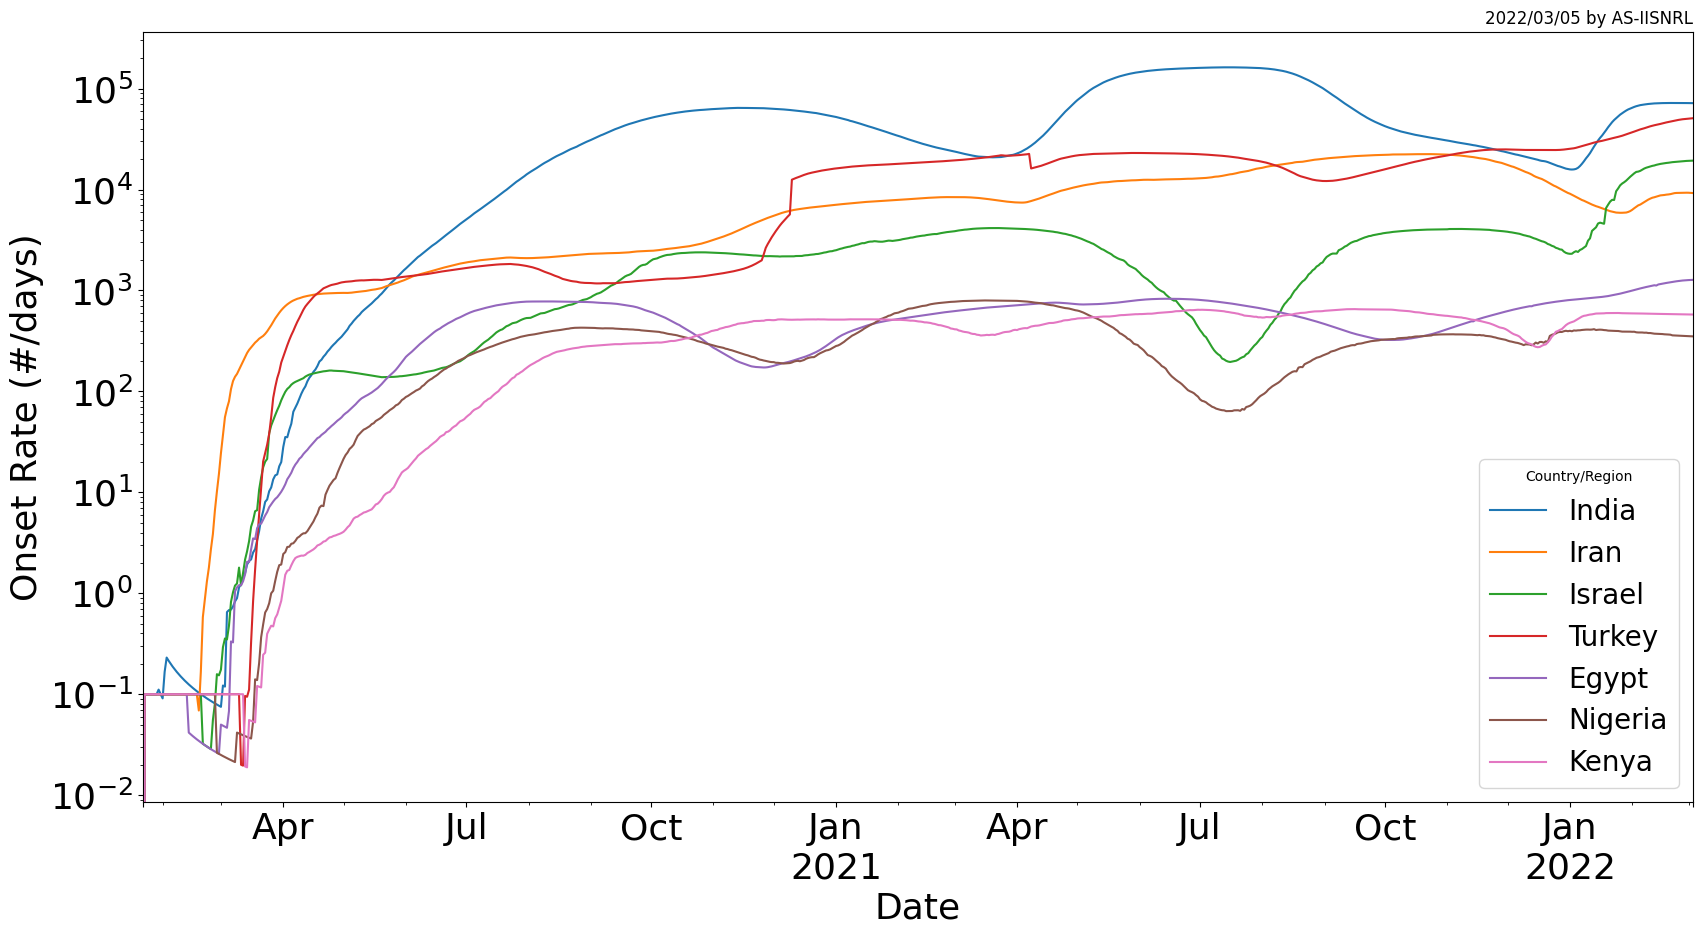 2022/03/05 by AS-IISNRL
Onset Rate (#/days)
10^5
10^4
10^3
10^2
10^1
10^0
10^−1
10^−2
Country/Region
India
Iran
Israel
Turkey
Egypt
Nigeria
Kenya
Apr Jul Oct Jan Apr Jul Oct Jan
2021 2022
Date